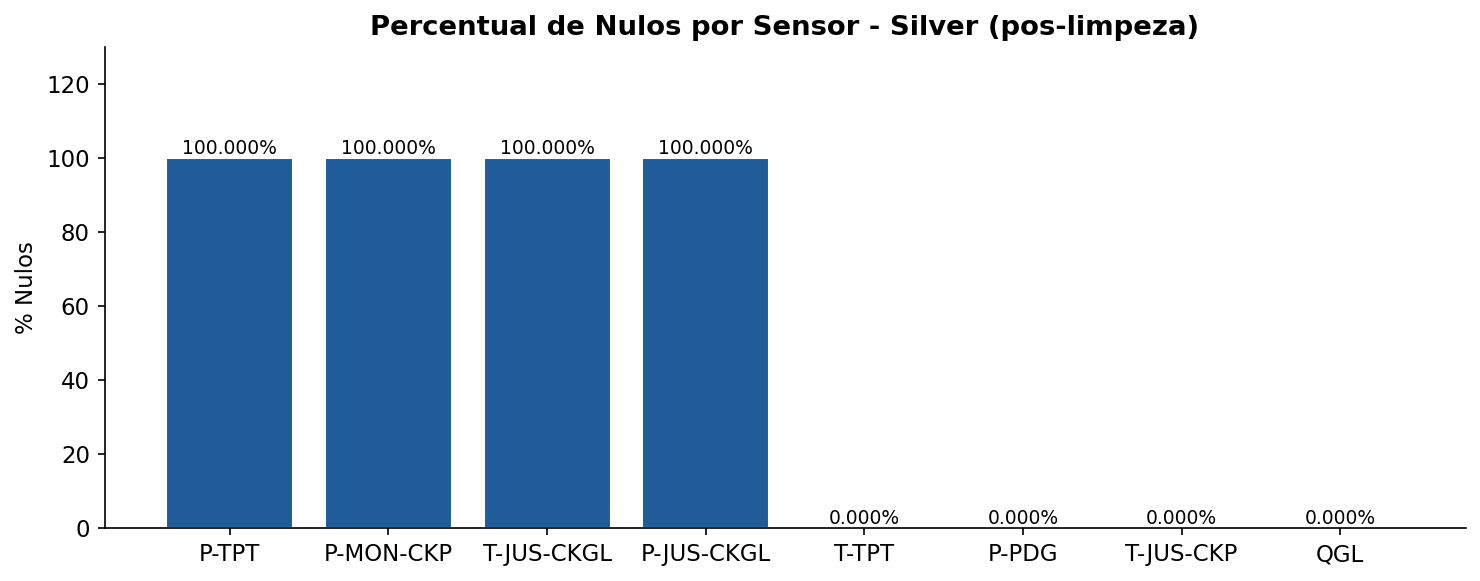 Percentual de Nulos por Sensor - Silver (pos-limpeza)
% Nulos
120
100
80
60
40
20
0
100.000% 100.000% 100.000% 100.000% 0.000% 0.000% 0.000% 0.000%
P-TPT P-MON-CKP T-JUS-CKGL P-JUS-CKGL T-TPT P-PDG T-JUS-CKP QGL